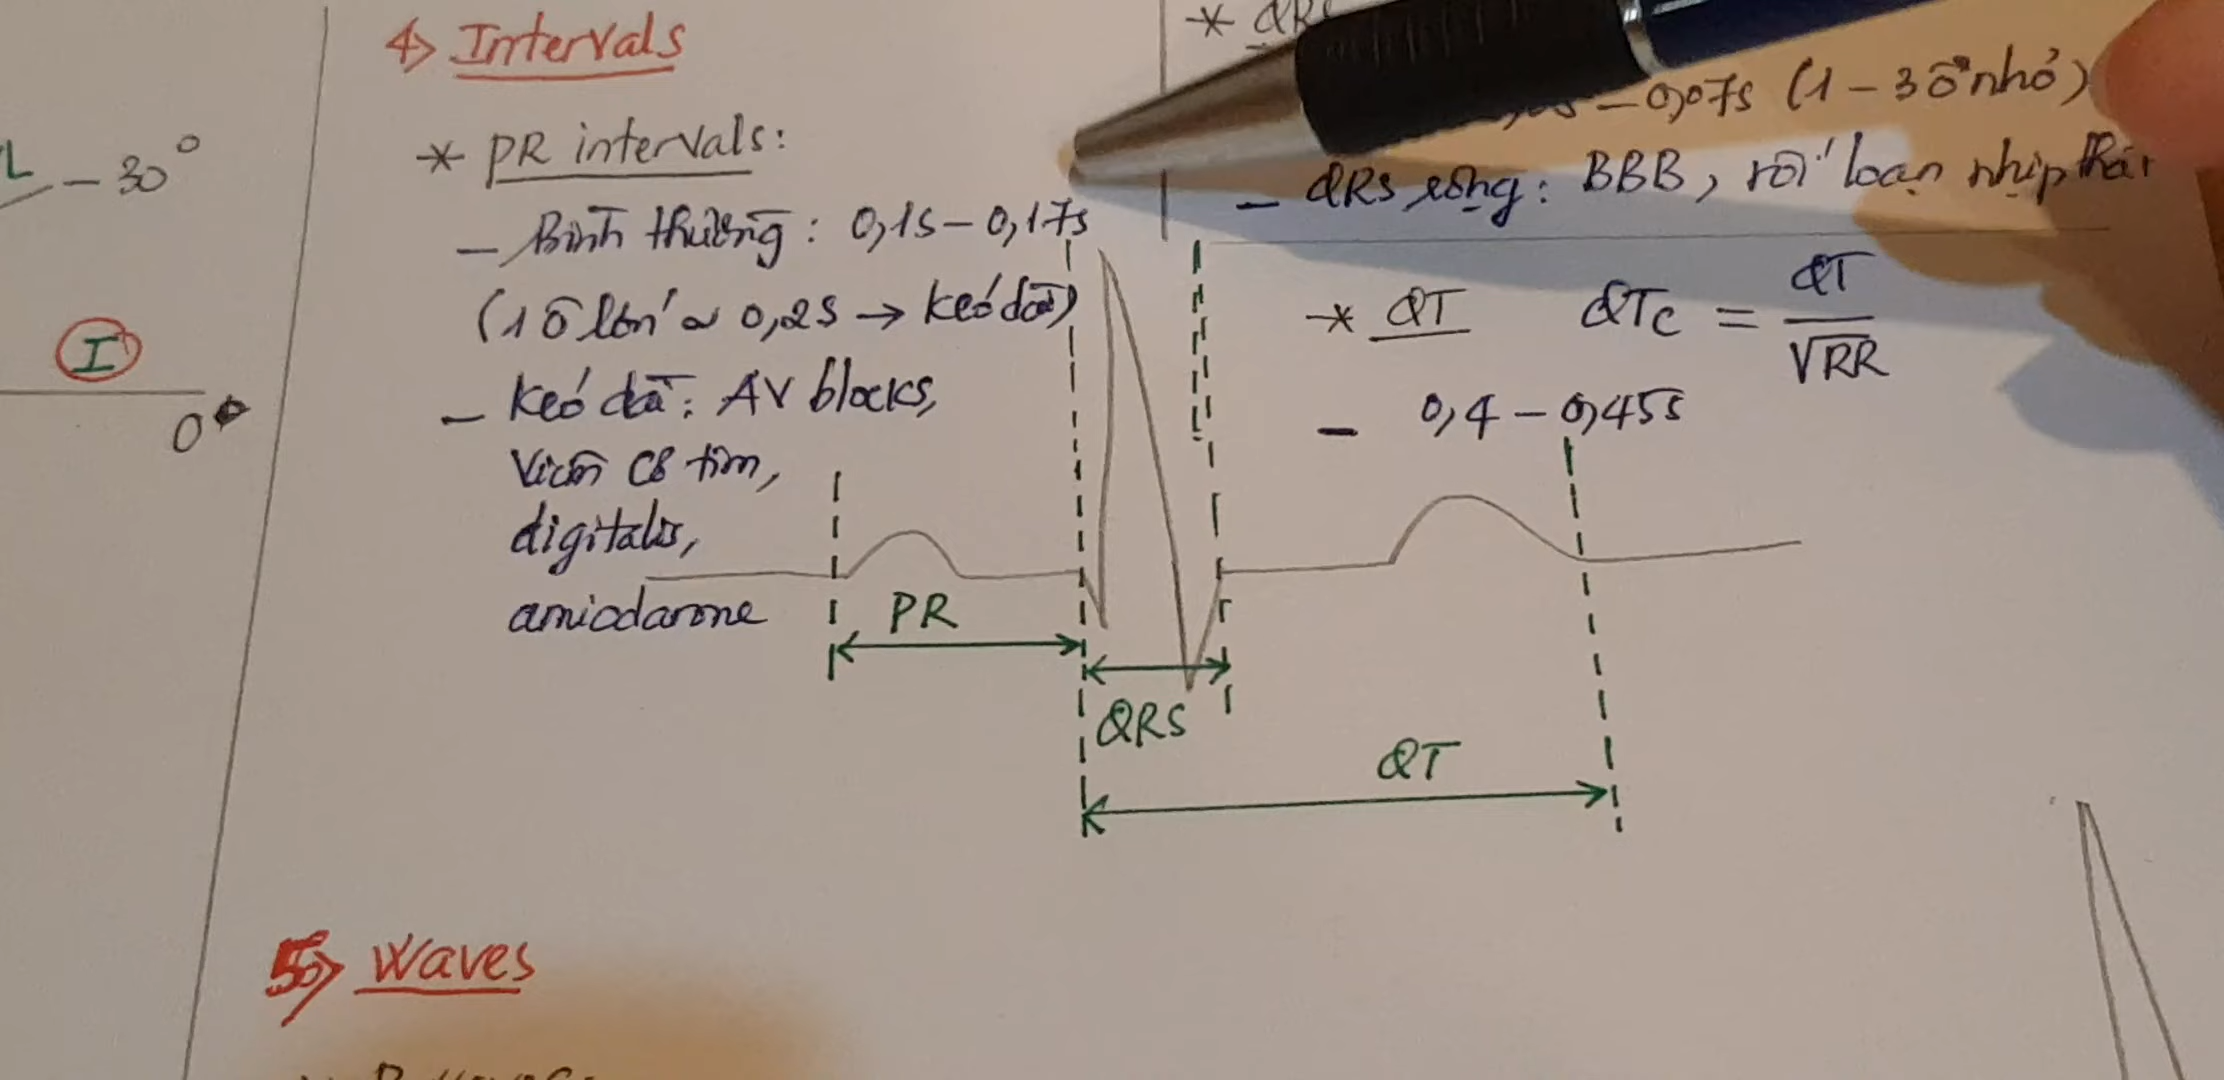 L
-30°
I
0°
4> Intervals
* PR intervals:
- Bình thường: 0,1s - 0,17s
(1 ô lớn ~ 0,2s → kéo dài)
- Kéo dài: AV blocks,
Viêm cơ tim,
digitalis,
amiodarone
* QRS
- 0,07s (1 - 3 ô nhỏ)
- QRS rộng: BBB, rối loạn nhịp thất
* QT QTc = QT / √RR
- 0,4 - 0,45s
PR
QRS
QT
5> Waves